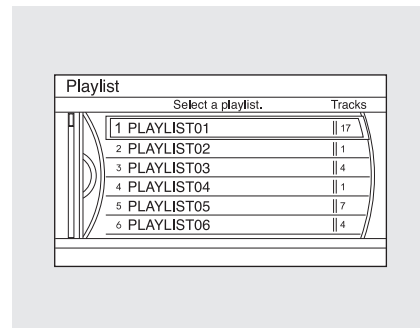 Playlist
Select a playlist. Tracks
1 PLAYLIST01 17
2 PLAYLIST02 1
3 PLAYLIST03 4
4 PLAYLIST04 1
5 PLAYLIST05 7
6 PLAYLIST06 4